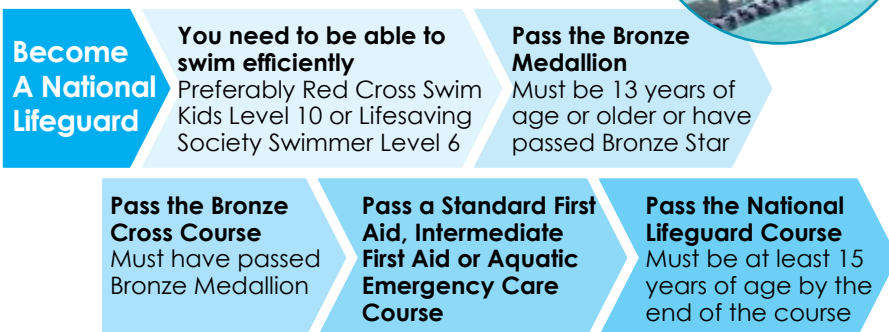 Become
A National
Lifeguard
You need to be able to
swim efficiently
Preferably Red Cross Swim
Kids Level 10 or Lifesaving
Society Swimmer Level 6
Pass the Bronze
Medallion
Must be 13 years of
age or older or have
passed Bronze Star
Pass the Bronze
Cross Course
Must have passed
Bronze Medallion
Pass a Standard First
Aid, Intermediate
First Aid or Aquatic
Emergency Care
Course
Pass the National
Lifeguard Course
Must be at least 15
years of age by the
end of the course